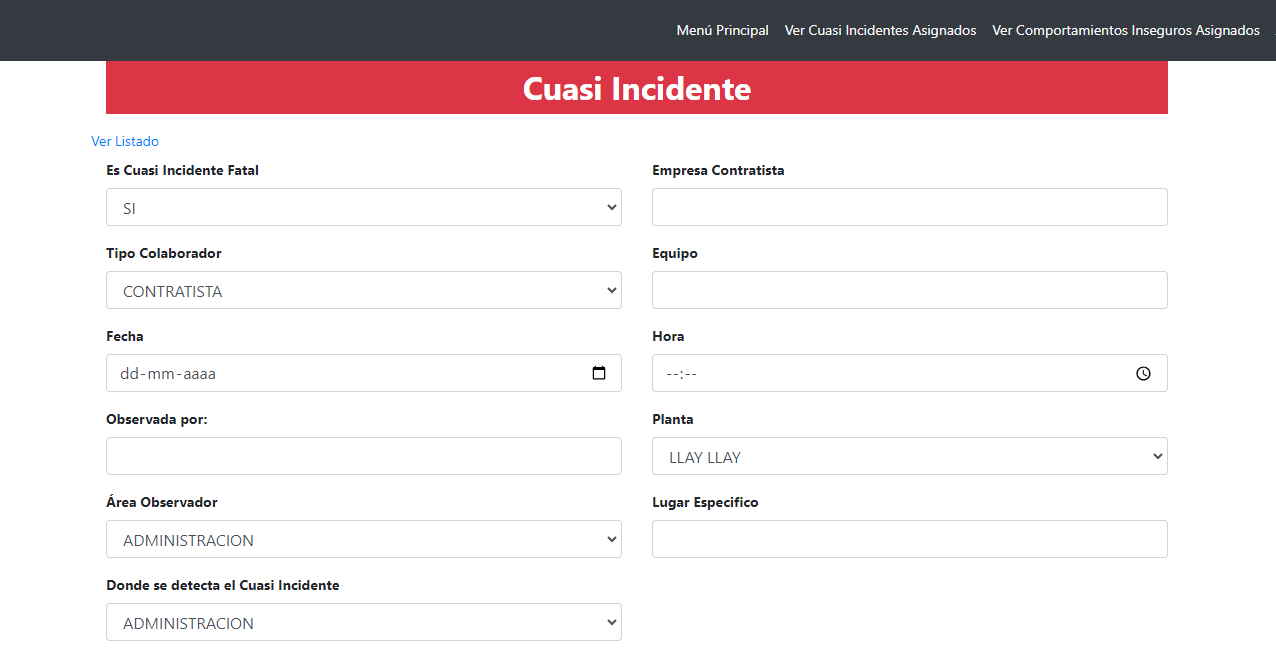 Menú Principal Ver Cuasi Incidentes Asignados Ver Comportamientos Inseguros Asignados
Cuasi Incidente
Ver Listado
Es Cuasi Incidente Fatal
SI
Empresa Contratista
Tipo Colaborador
CONTRATISTA
Equipo
Fecha
dd-mm-aaaa
Hora
--:--
Observada por:
Planta
LLAY LLAY
Área Observador
ADMINISTRACION
Lugar Especifico
Donde se detecta el Cuasi Incidente
ADMINISTRACION